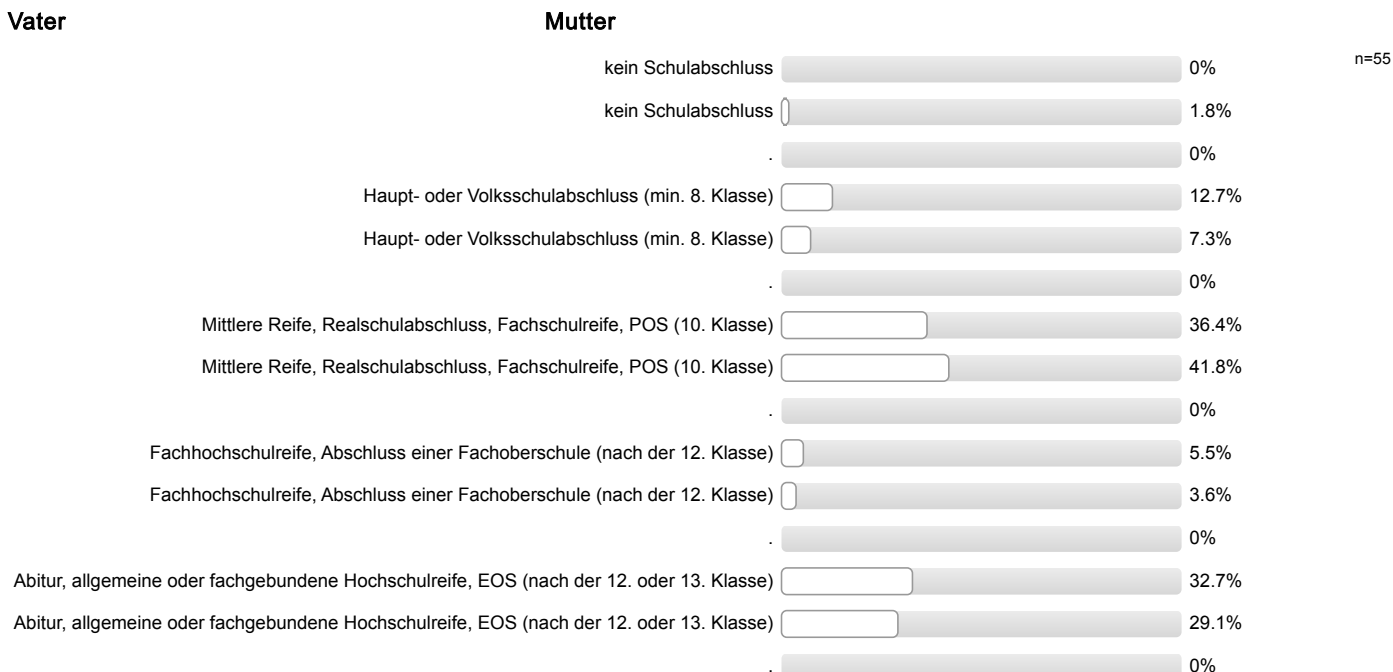 Vater Mutter
n=55
kein Schulabschluss 0%
kein Schulabschluss 1.8%
. 0%
Haupt- oder Volksschulabschluss (min. 8. Klasse) 12.7%
Haupt- oder Volksschulabschluss (min. 8. Klasse) 7.3%
. 0%
Mittlere Reife, Realschulabschluss, Fachschulreife, POS (10. Klasse) 36.4%
Mittlere Reife, Realschulabschluss, Fachschulreife, POS (10. Klasse) 41.8%
. 0%
Fachhochschulreife, Abschluss einer Fachoberschule (nach der 12. Klasse) 5.5%
Fachhochschulreife, Abschluss einer Fachoberschule (nach der 12. Klasse) 3.6%
. 0%
Abitur, allgemeine oder fachgebundene Hochschulreife, EOS (nach der 12. oder 13. Klasse) 32.7%
Abitur, allgemeine oder fachgebundene Hochschulreife, EOS (nach der 12. oder 13. Klasse) 29.1%
. 0%